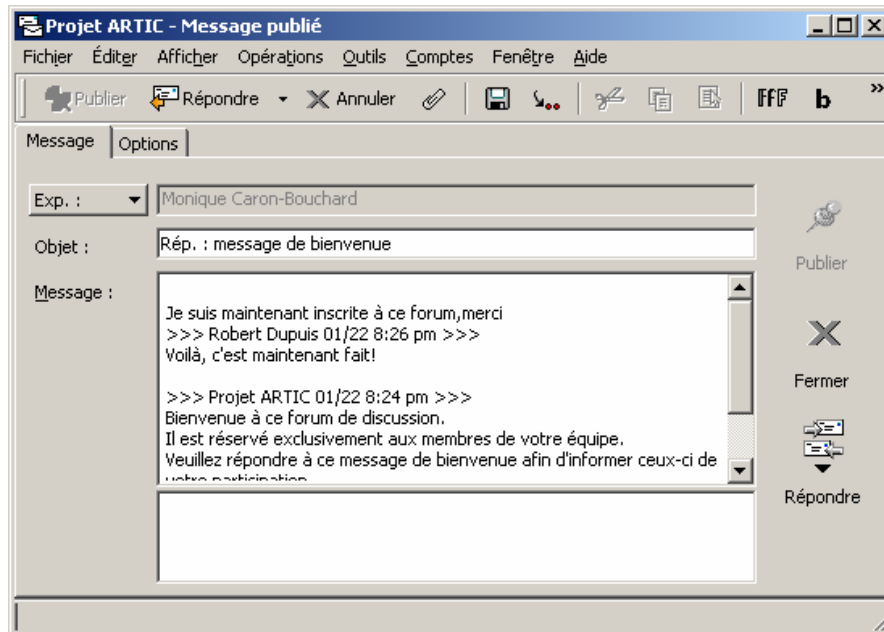 Projet ARTIC - Message publié
Fichier Éditer Afficher Opérations Outils Comptes Fenêtre Aide
Publier Répondre Annuler FfF b »
Message Options
Exp. : Monique Caron-Bouchard
Objet : Rép. : message de bienvenue
Publier
Message :
Je suis maintenant inscrite à ce forum,merci
>>> Robert Dupuis 01/22 8:26 pm >>>
Voilà, c'est maintenant fait!
>>> Projet ARTIC 01/22 8:24 pm >>>
Bienvenue à ce forum de discussion.
Il est réservé exclusivement aux membres de votre équipe.
Veuillez répondre à ce message de bienvenue afin d'informer ceux-ci de
votre participation
Fermer
Répondre